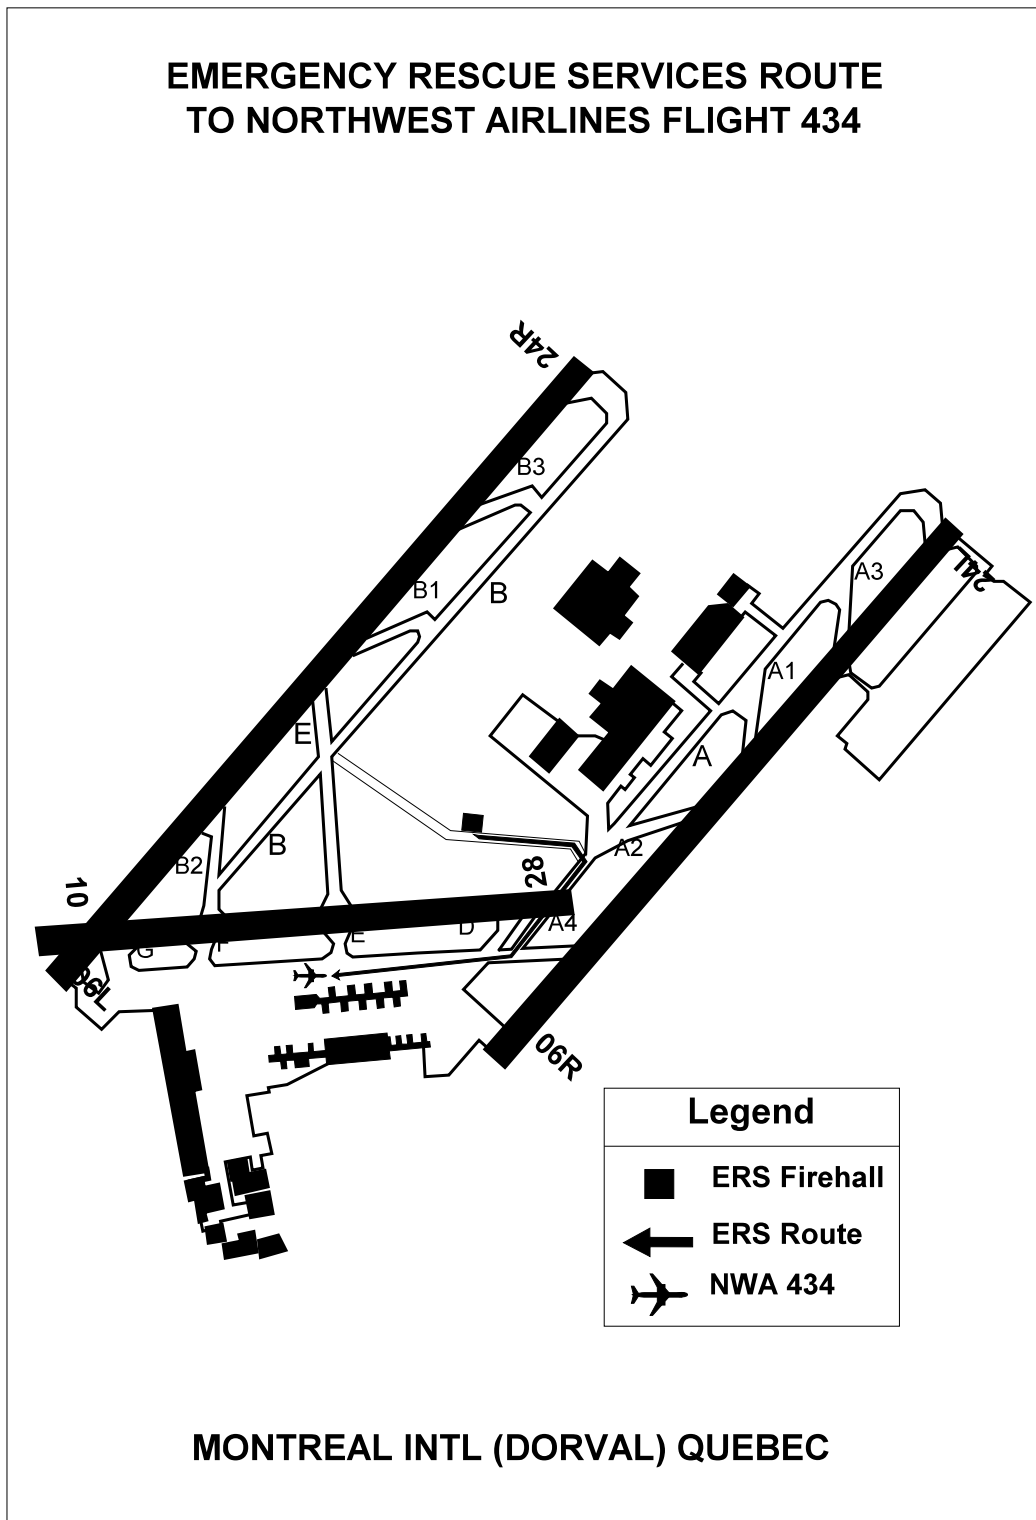 EMERGENCY RESCUE SERVICES ROUTE
TO NORTHWEST AIRLINES FLIGHT 434
24R
B3
B1
B
A3
24L
A1
E
A
B
A2
B2
28
10
A4
D
E
F
G
06L
06R
Legend
ERS Firehall
ERS Route
NWA 434
MONTREAL INTL (DORVAL) QUEBEC